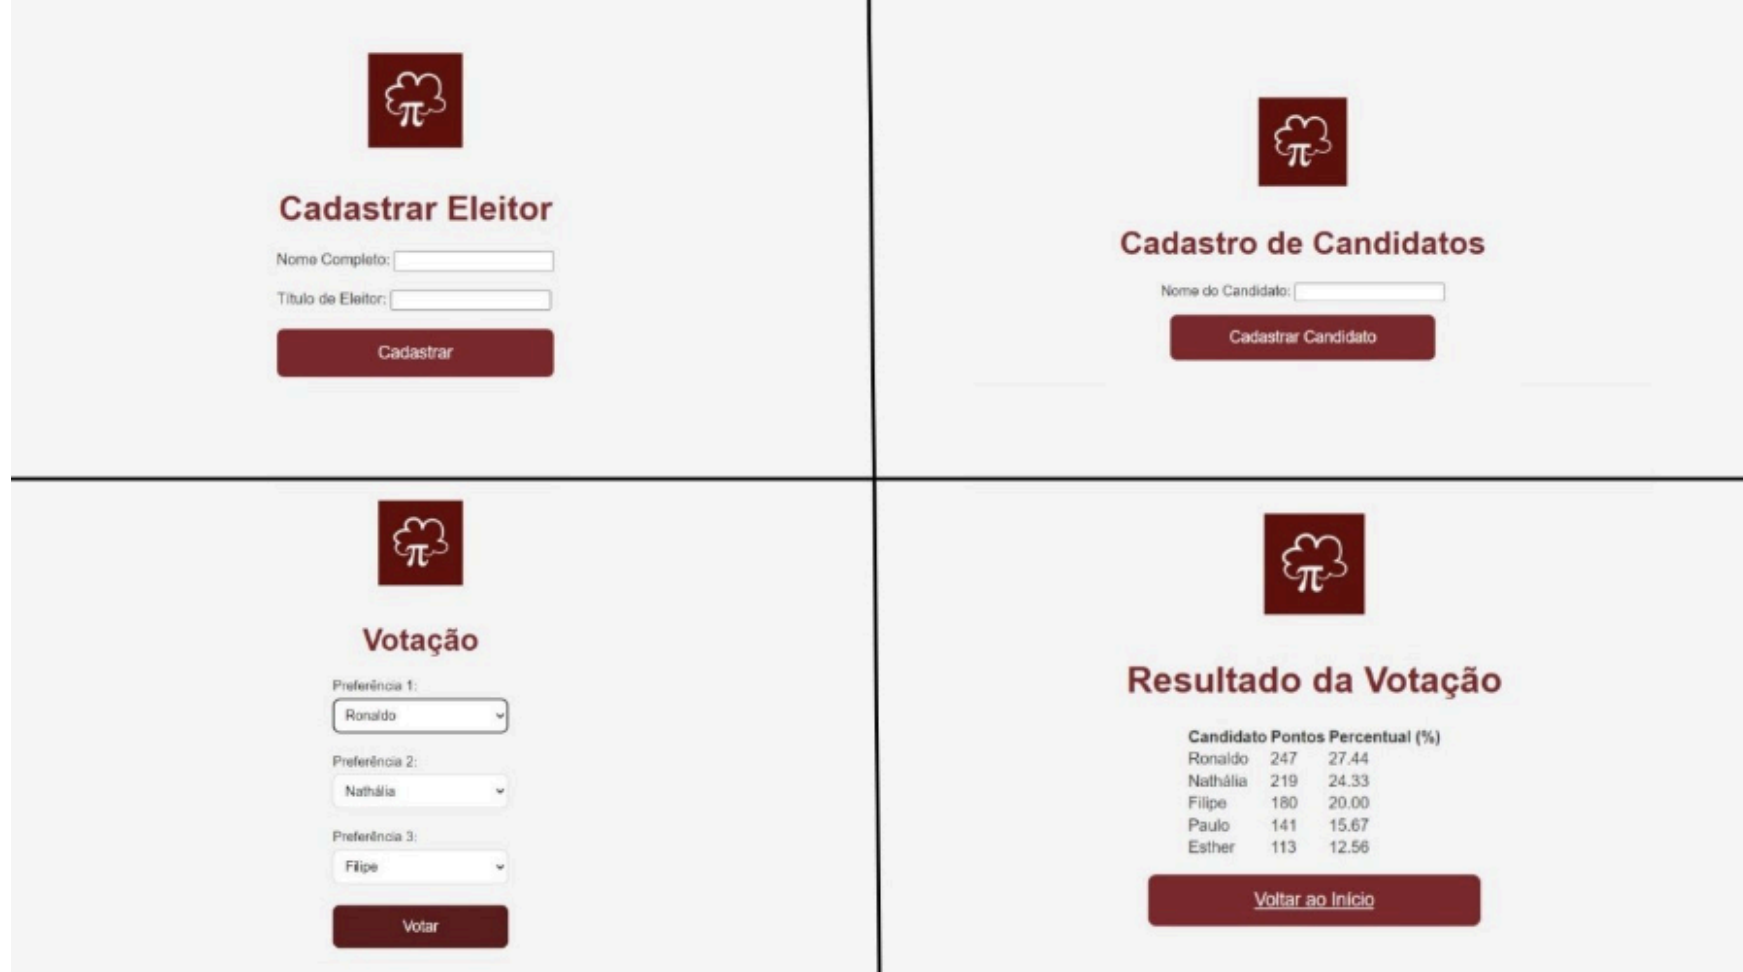 π
Cadastrar Eleitor
Nome Completo:
Título de Eleitor:
Cadastrar
π
Cadastro de Candidatos
Nome do Candidato:
Cadastrar Candidato
π
Votação
Preferência 1:
Ronaldo
Preferência 2:
Nathália
Preferência 3:
Filipe
Votar
π
Resultado da Votação
Candidato Pontos Percentual (%)
Ronaldo 247 27.44
Nathália 219 24.33
Filipe 180 20.00
Paulo 141 15.67
Esther 113 12.56
Voltar ao Início